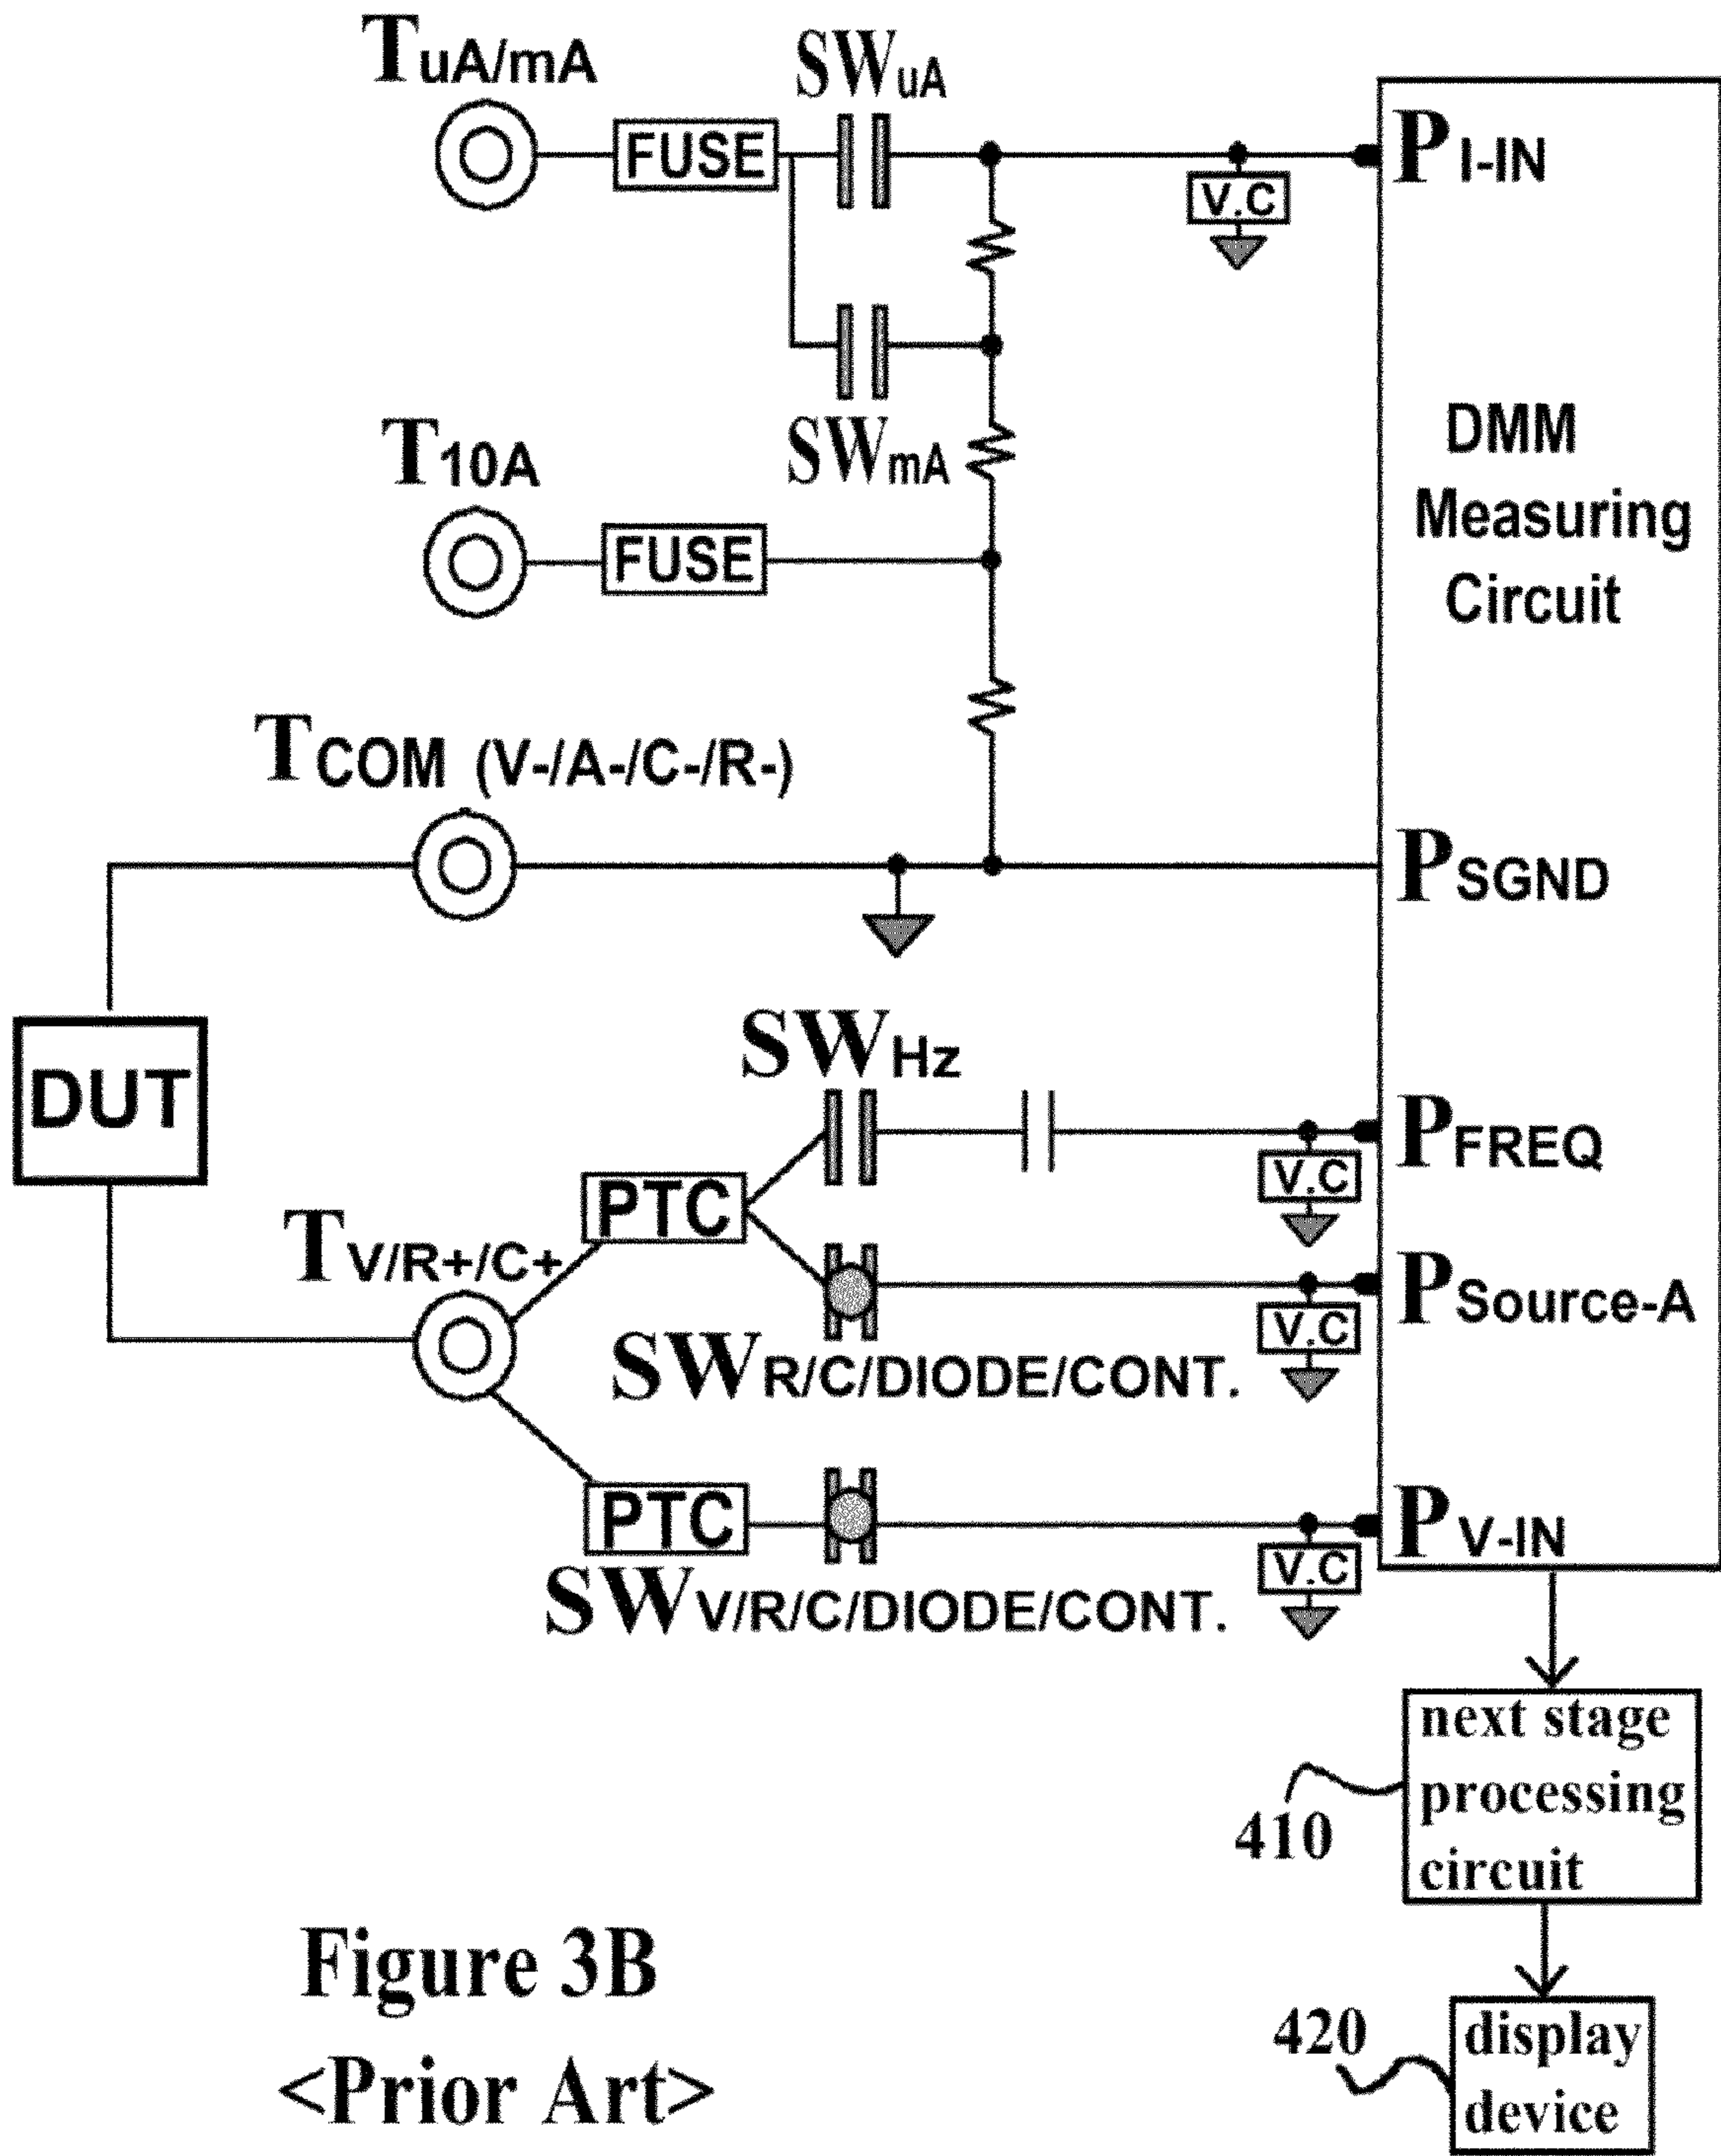 TuA/mA
SWuA
FUSE
PI-IN
V.C
SWmA
T10A
FUSE
DMM
Measuring
Circuit
TCOM (V-/A-/C-/R-)
PSGND
DUT
SWHz
PFREQ
V.C
PTC
TV/R+/C+
PSource-A
V.C
SWR/C/DIODE/CONT.
PTC
PV-IN
V.C
SWV/R/C/DIODE/CONT.
next stage
processing
circuit
410
420
display
device
Figure 3B
<Prior Art>